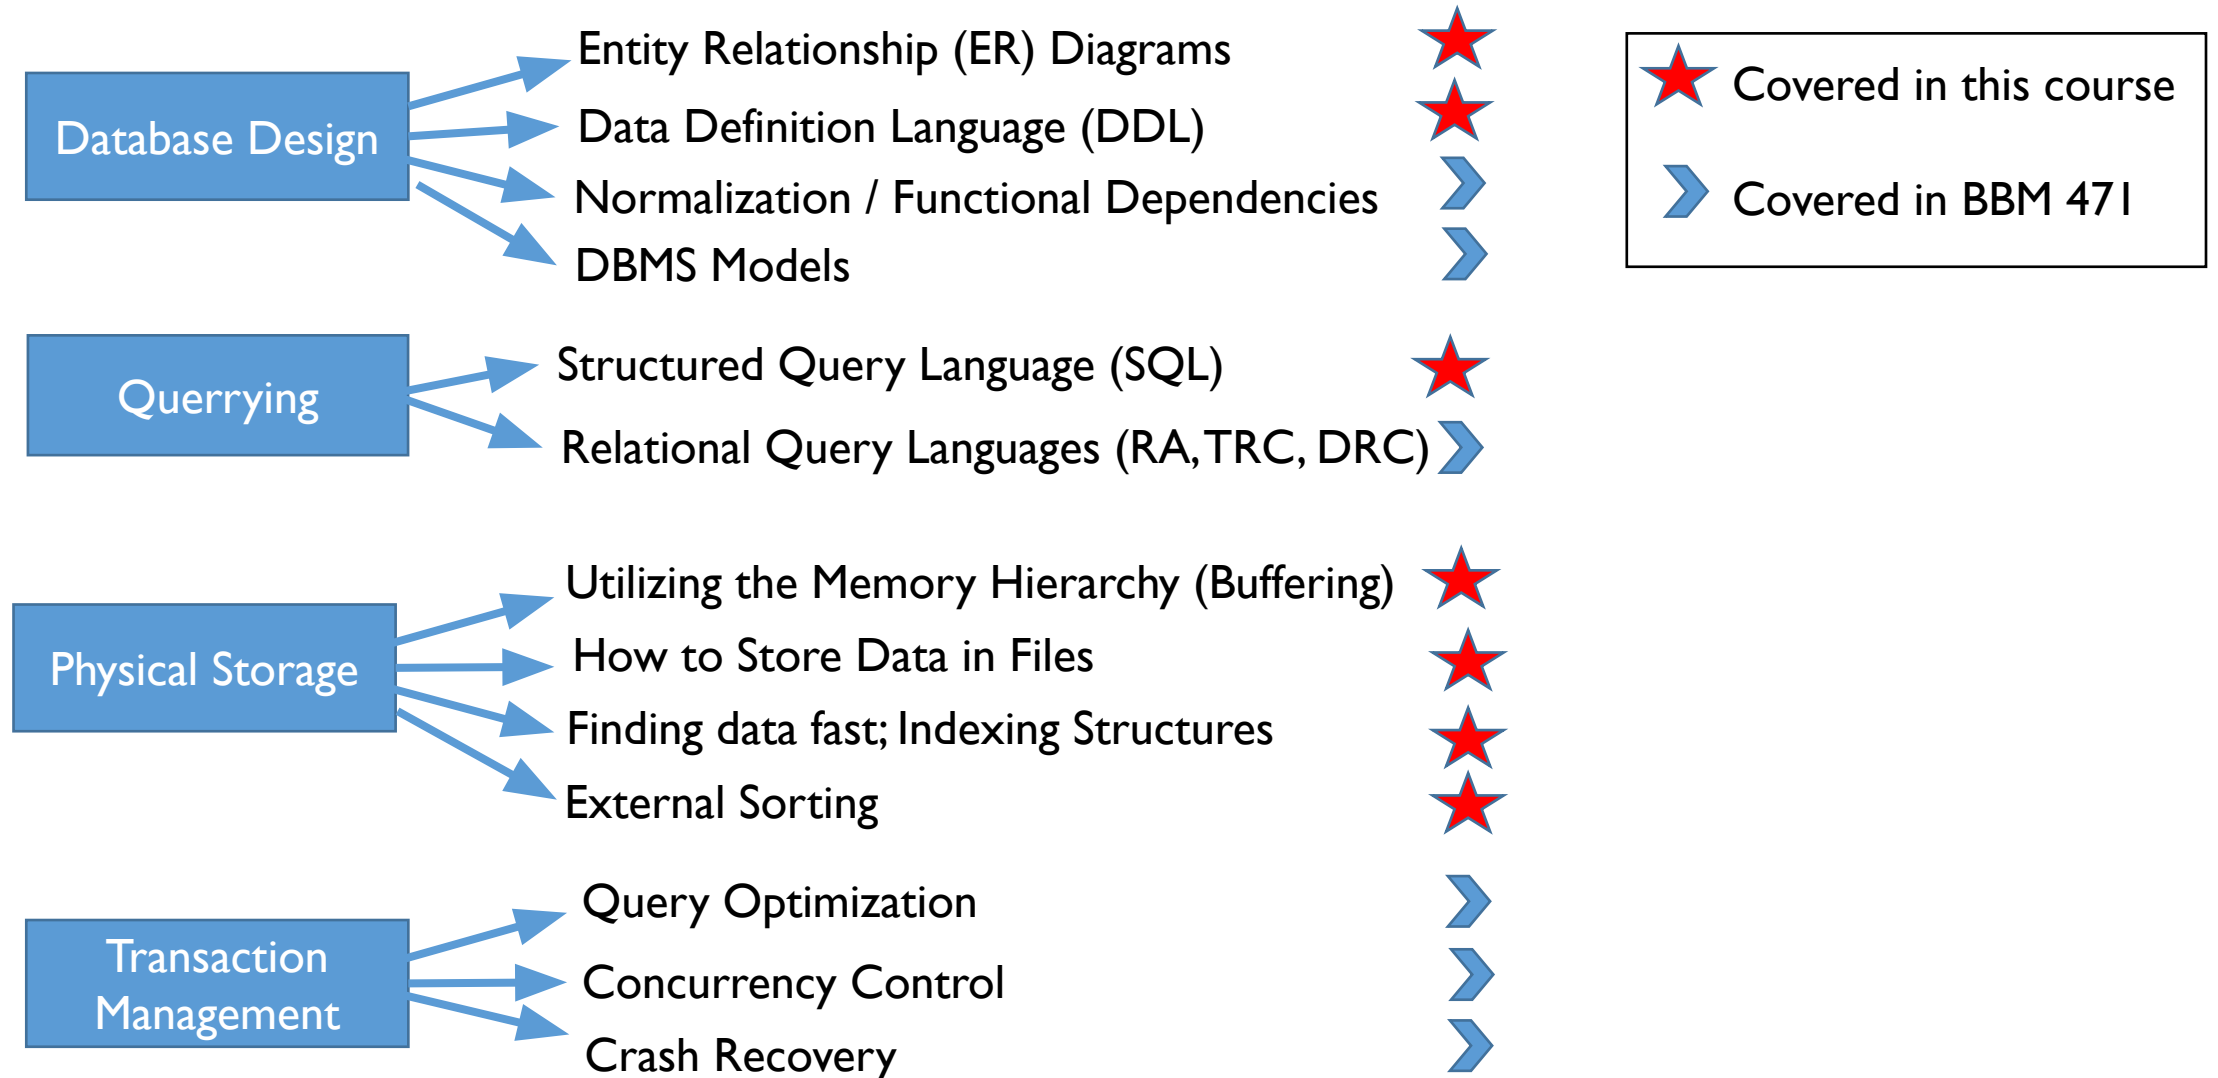 Database Design
Entity Relationship (ER) Diagrams
Data Definition Language (DDL)
Normalization / Functional Dependencies
DBMS Models
Covered in this course
Covered in BBM 471
Querrying
Structured Query Language (SQL)
Relational Query Languages (RA, TRC, DRC)
Physical Storage
Utilizing the Memory Hierarchy (Buffering)
How to Store Data in Files
Finding data fast; Indexing Structures
External Sorting
Transaction
Management
Query Optimization
Concurrency Control
Crash Recovery